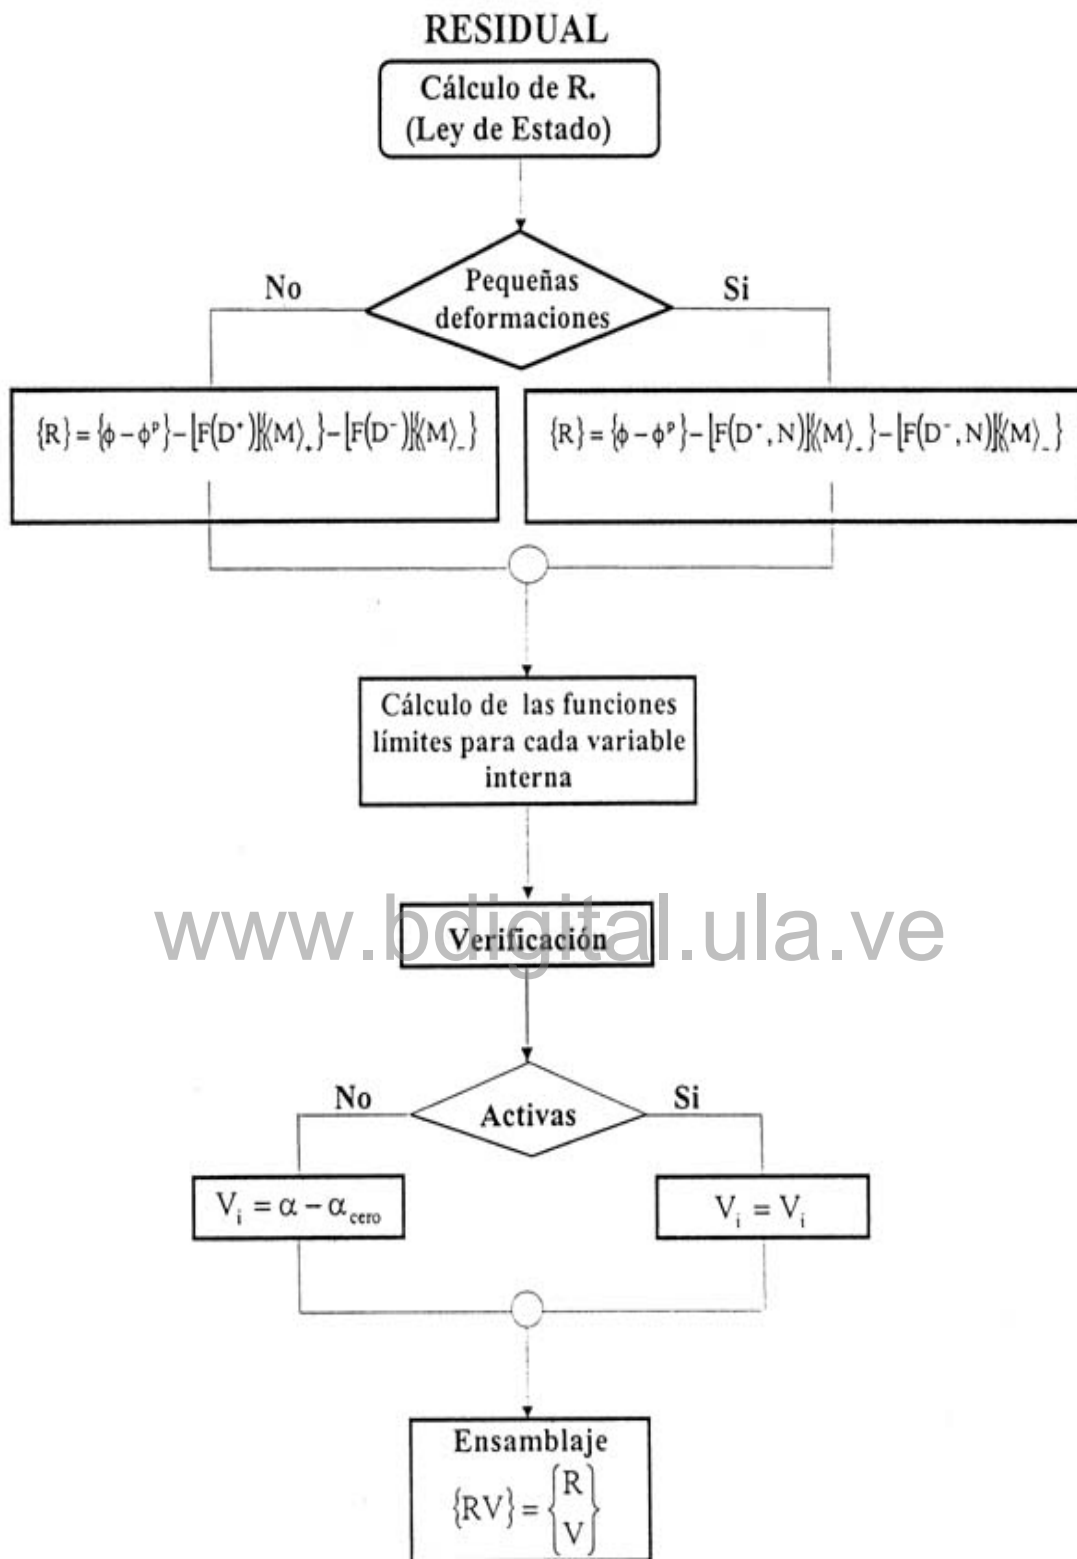 RESIDUAL
Cálculo de R.
(Ley de Estado)
Pequeñas
deformaciones
No
Si
{R} = {ϕ − ϕᵖ} − [F(D⁺)]{⟨M⟩₊} − [F(D⁻)]{⟨M⟩₋}
{R} = {ϕ − ϕᵖ} − [F(D⁺, N)]{⟨M⟩₋} − [F(D⁻, N)]{⟨M⟩₋}
Cálculo de las funciones
límites para cada variable
interna
www.bdigital.ula.ve
Verificación
No
Si
Activas
Vᵢ = α − α cero
Vᵢ = Vᵢ
Ensamblaje
{RV} = {R
V}